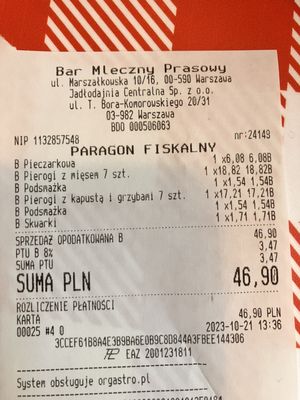 Bar Mleczny Prasowy
ul. Marszałkowska 10/16, 00-590 Warszawa
Jadłodajnia Centralna Sp. z o.o.
ul. T. Bora-Komorowskiego 20/31
03-982 Warszawa
BDO 000506063
NIP 1132857548 nr:24149
PARAGON FISKALNY
B Pieczarkowa 1 x6,08 6,08B
B Pierogi z mięsem 7 szt. 1 x18,82 18,82B
B Podsmażka 1 x1,54 1,54B
B Pierogi z kapustą i grzybami 7 szt. 1 x17,21 17,21B
B Podsmażka 1 x1,54 1,54B
B Skwarki 1 x1,71 1,71B
SPRZEDAŻ OPODATKOWANA B 46,90
PTU B 8% 3,47
SUMA PTU 3,47
SUMA PLN 46,90
ROZLICZENIE PŁATNOŚCI
KARTA 46,90 PLN
00025 #4 0 2023-10-21 13:36
3CCEF61B8A4E3B9BA6E0B9C8D844A3FBEE144306
EAZ 2001231811
System obsługuje orgastro.pl